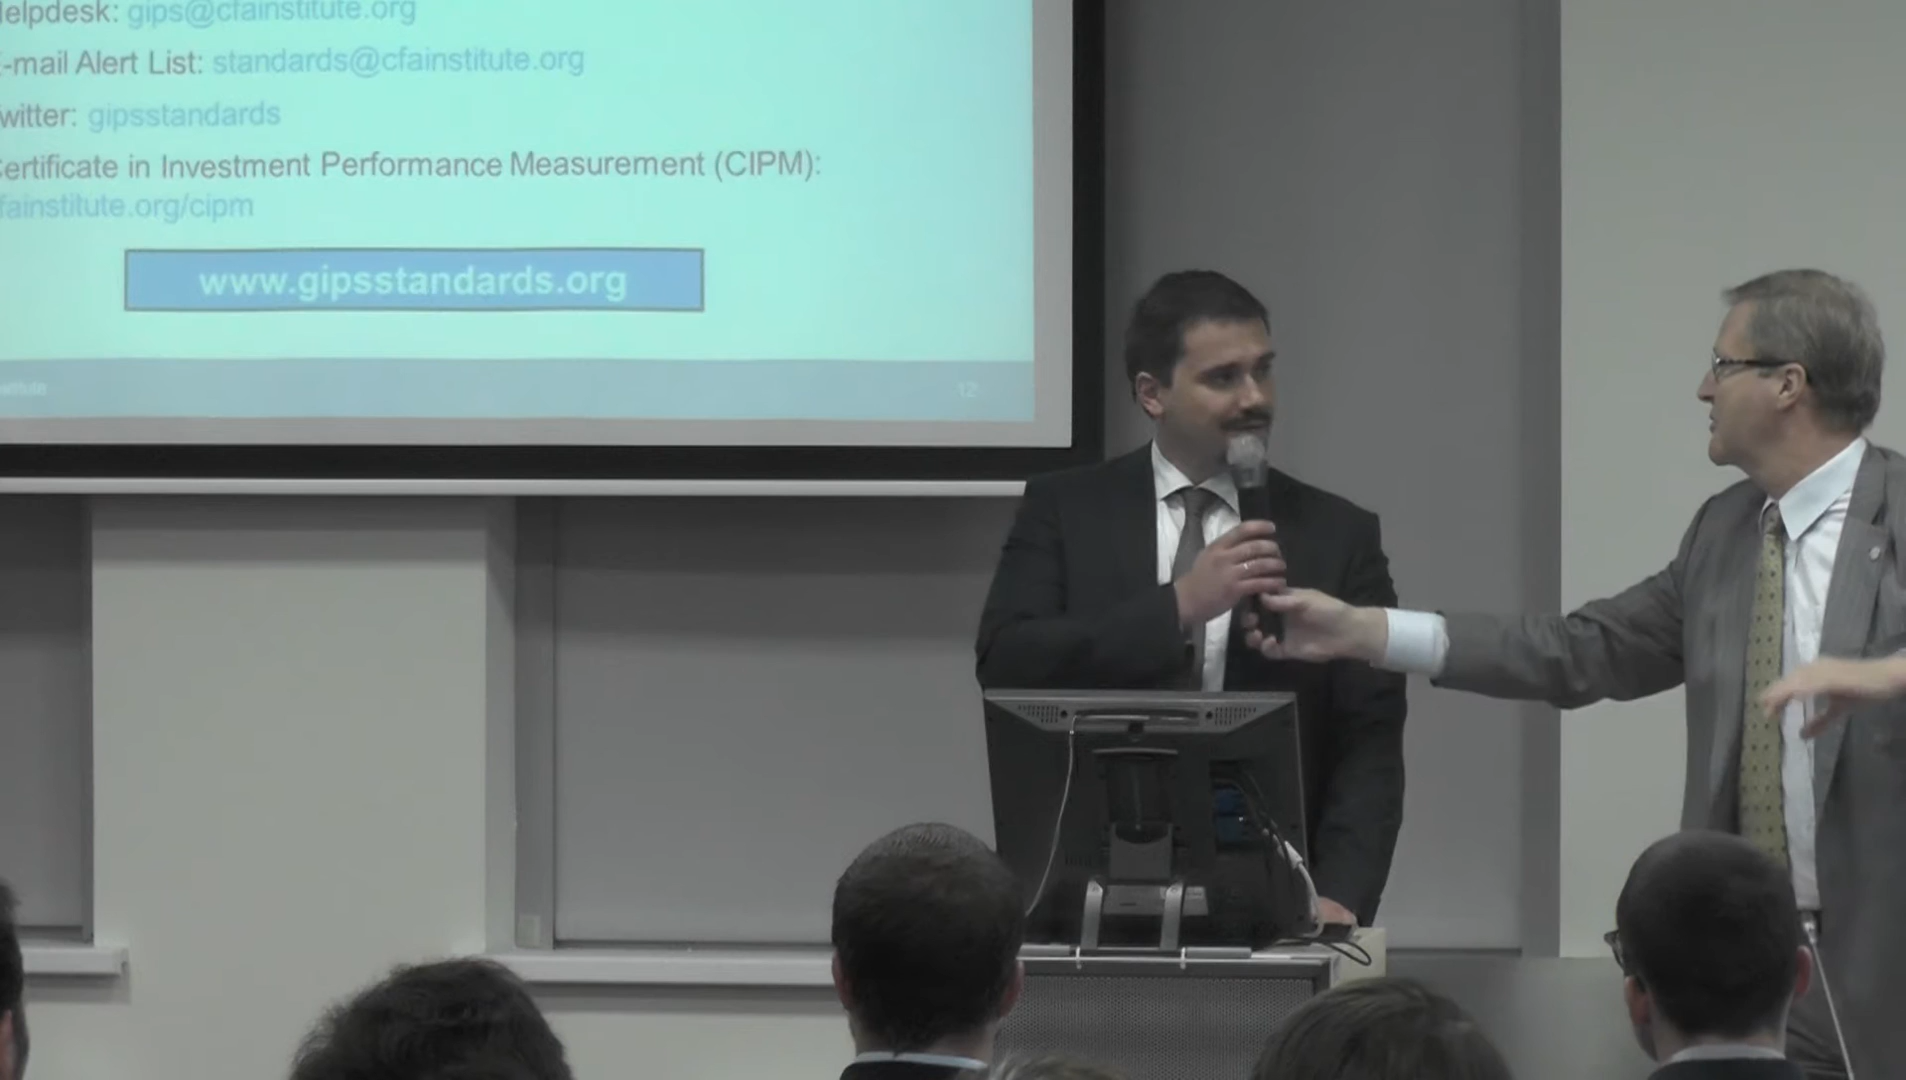 elpdesk: gips@cfainstitute.org
E-mail Alert List: standards@cfainstitute.org
witter: gipsstandards
ertificate in Investment Performance Measurement (CIPM):
fainstitute.org/cipm
www.gipsstandards.org
12